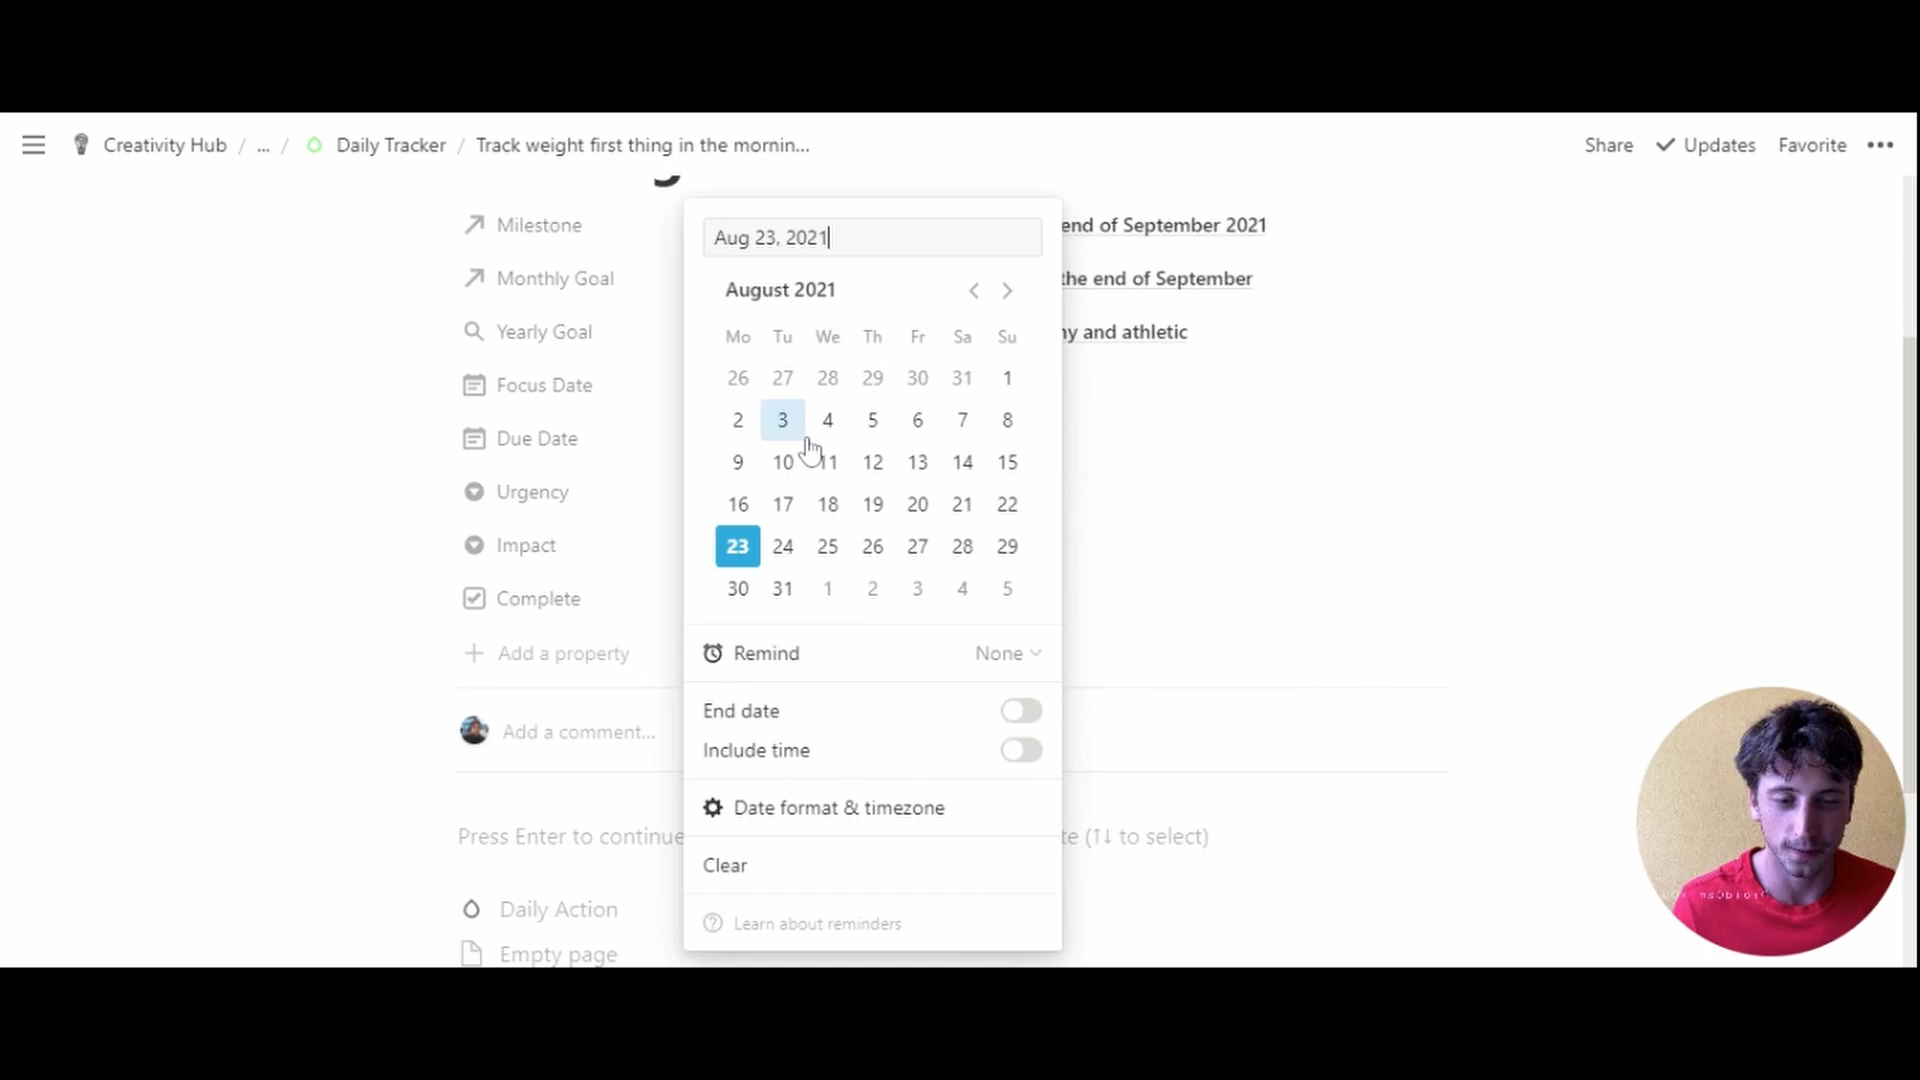 Creativity Hub / ... / Daily Tracker / Track weight first thing in the mornin...
Share Updates Favorite
Milestone
end of September 2021
Monthly Goal
the end of September
Yearly Goal
ny and athletic
Focus Date
Due Date
Urgency
Impact
Complete
Add a property
Add a comment...
Press Enter to continue
te (↑↓ to select)
Daily Action
Empty page
Aug 23, 2021
August 2021
Mo Tu We Th Fr Sa Su
26 27 28 29 30 31 1
2 3 4 5 6 7 8
9 10 11 12 13 14 15
16 17 18 19 20 21 22
23 24 25 26 27 28 29
30 31 1 2 3 4 5
Remind None
End date
Include time
Date format & timezone
Clear
Learn about reminders